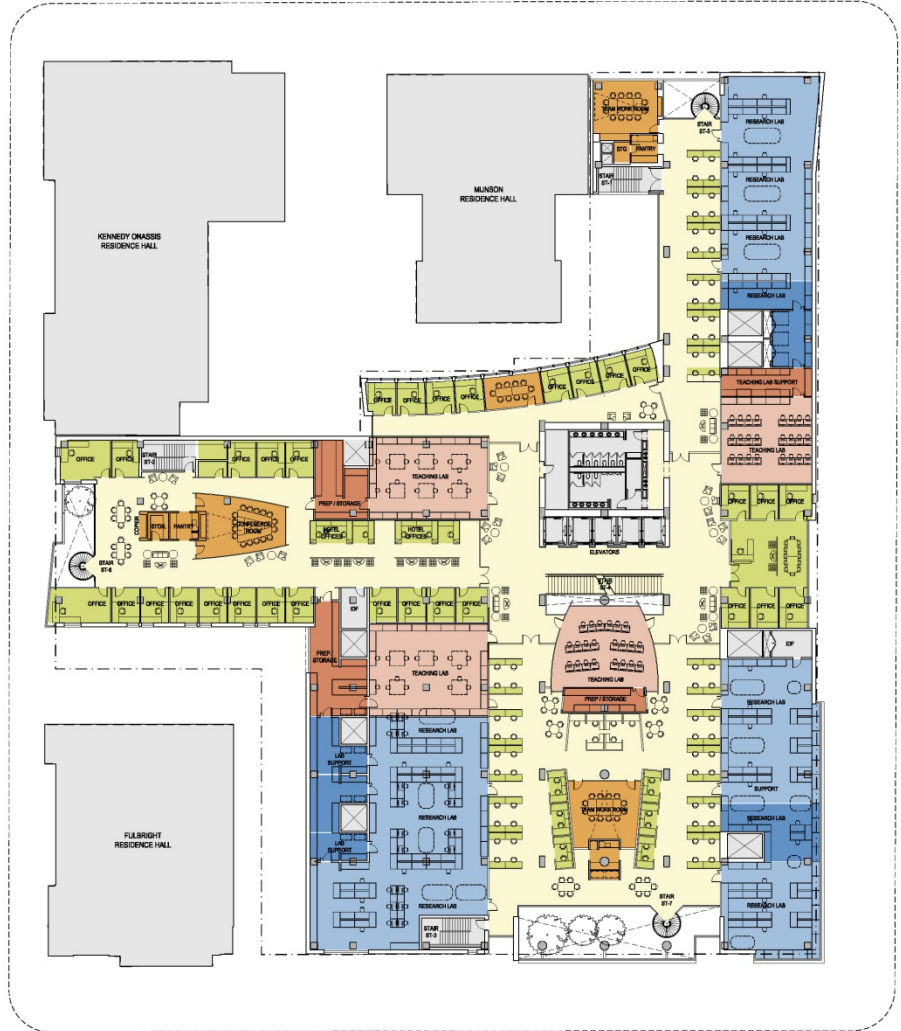 TEAM WORK ROOM
STG
PANTRY
STAIR
ST-1
STAIR
ST-5
RESEARCH LAB
RESEARCH LAB
RESEARCH LAB
RESEARCH LAB
MUNSON
RESIDENCE HALL
KENNEDY ONASSIS
RESIDENCE HALL
TEACHING LAB SUPPORT
TEACHING LAB
OFFICE
OFFICE
OFFICE
OFFICE
OFFICE
OFFICE
OFFICE
OFFICE
OFFICE
OFFICE
STAIR
ST-2
OFFICE
OFFICE
OFFICE
PREP / STORAGE
TEACHING LAB
OFFICE
OFFICE
OFFICE
COPIER
STOR.
PANTRY
CONFERENCE
ROOM
HOTEL
OFFICES
HOTEL
OFFICES
ELEVATORS
STAIR
ST-6
STAIR
ST-4
OFFICE
OFFICE
OFFICE
OFFICE
OFFICE
OFFICE
OFFICE
IDF
OFFICE
OFFICE
OFFICE
OFFICE
OFFICE
OFFICE
OFFICE
IDF
PREP /
STORAGE
TEACHING LAB
TEACHING LAB
PREP / STORAGE
RESEARCH LAB
RESEARCH LAB
LAB
SUPPORT
SUPPORT
TEAM WORK ROOM
RESEARCH LAB
RESEARCH LAB
LAB
SUPPORT
FULBRIGHT
RESIDENCE HALL
RESEARCH LAB
RESEARCH LAB
STAIR
ST-7
STAIR
ST-3